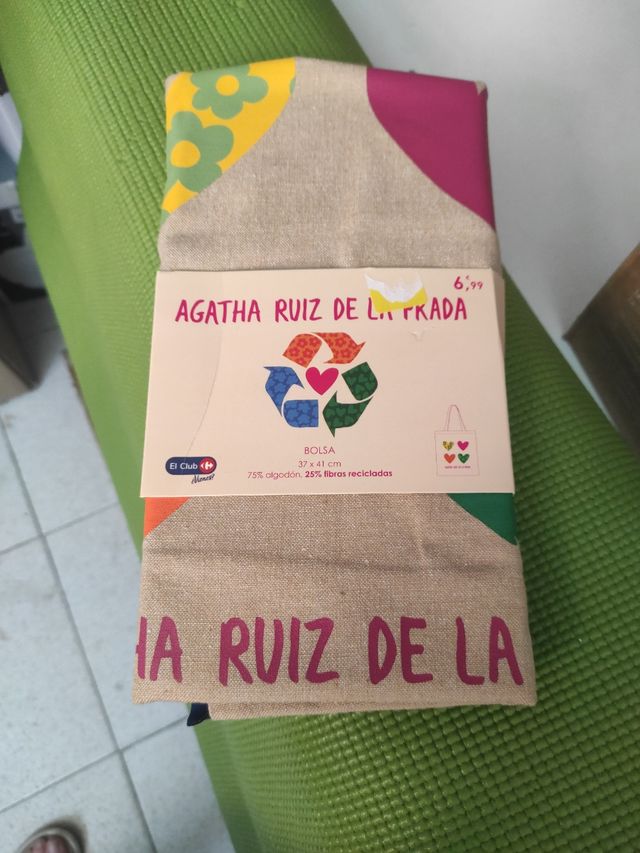 6,€99
AGATHA RUIZ DE LA PRADA
BOLSA
37 x 41 cm
75% algodón, 25% fibras recicladas
El Club
¿Vienes?
HA RUIZ DE LA